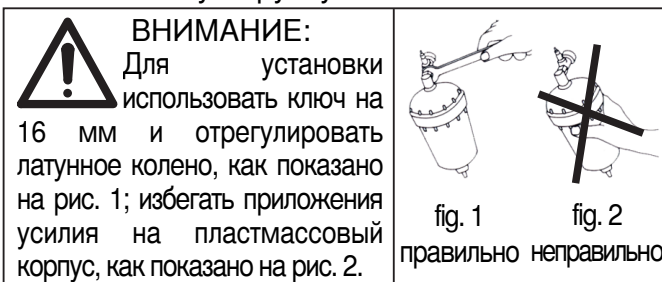 ВНИМАНИЕ:
Для установки
использовать ключ на
16 мм и отрегулировать
латунное колено, как показано
на рис. 1; избегать приложения
усилия на пластмассовый
корпус, как показано на рис. 2.
fig. 1 fig. 2
правильно неправильно